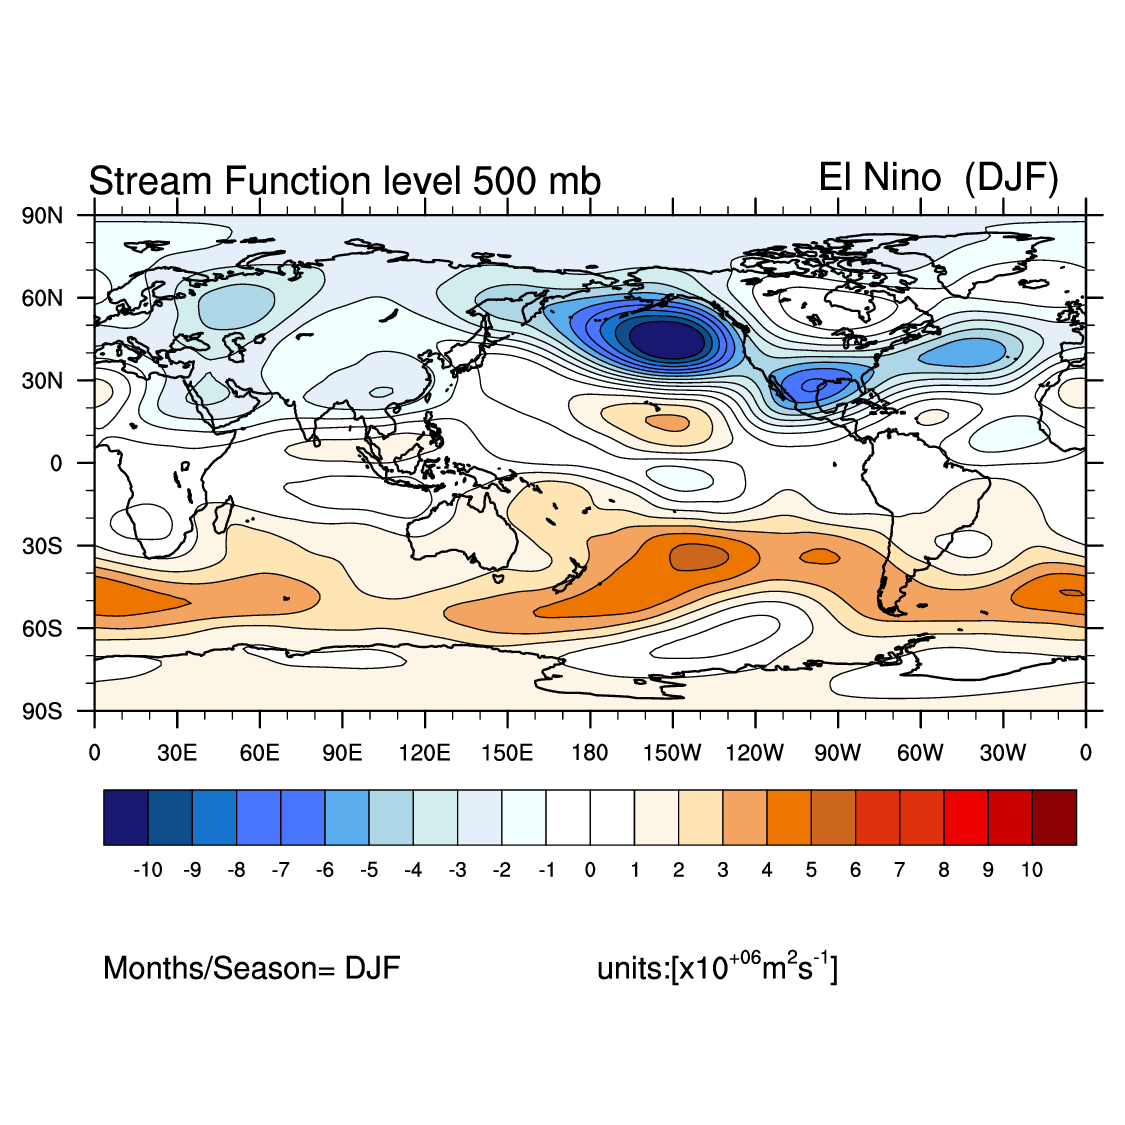 Stream Function level 500 mb
El Nino (DJF)
90N
60N
30N
0
30S
60S
90S
0 30E 60E 90E 120E 150E 180 150W 120W 90W 60W 30W 0
-10 -9 -8 -7 -6 -5 -4 -3 -2 -1 0 1 2 3 4 5 6 7 8 9 10
Months/Season= DJF
units:[x10⁺⁰⁶m²s⁻¹]